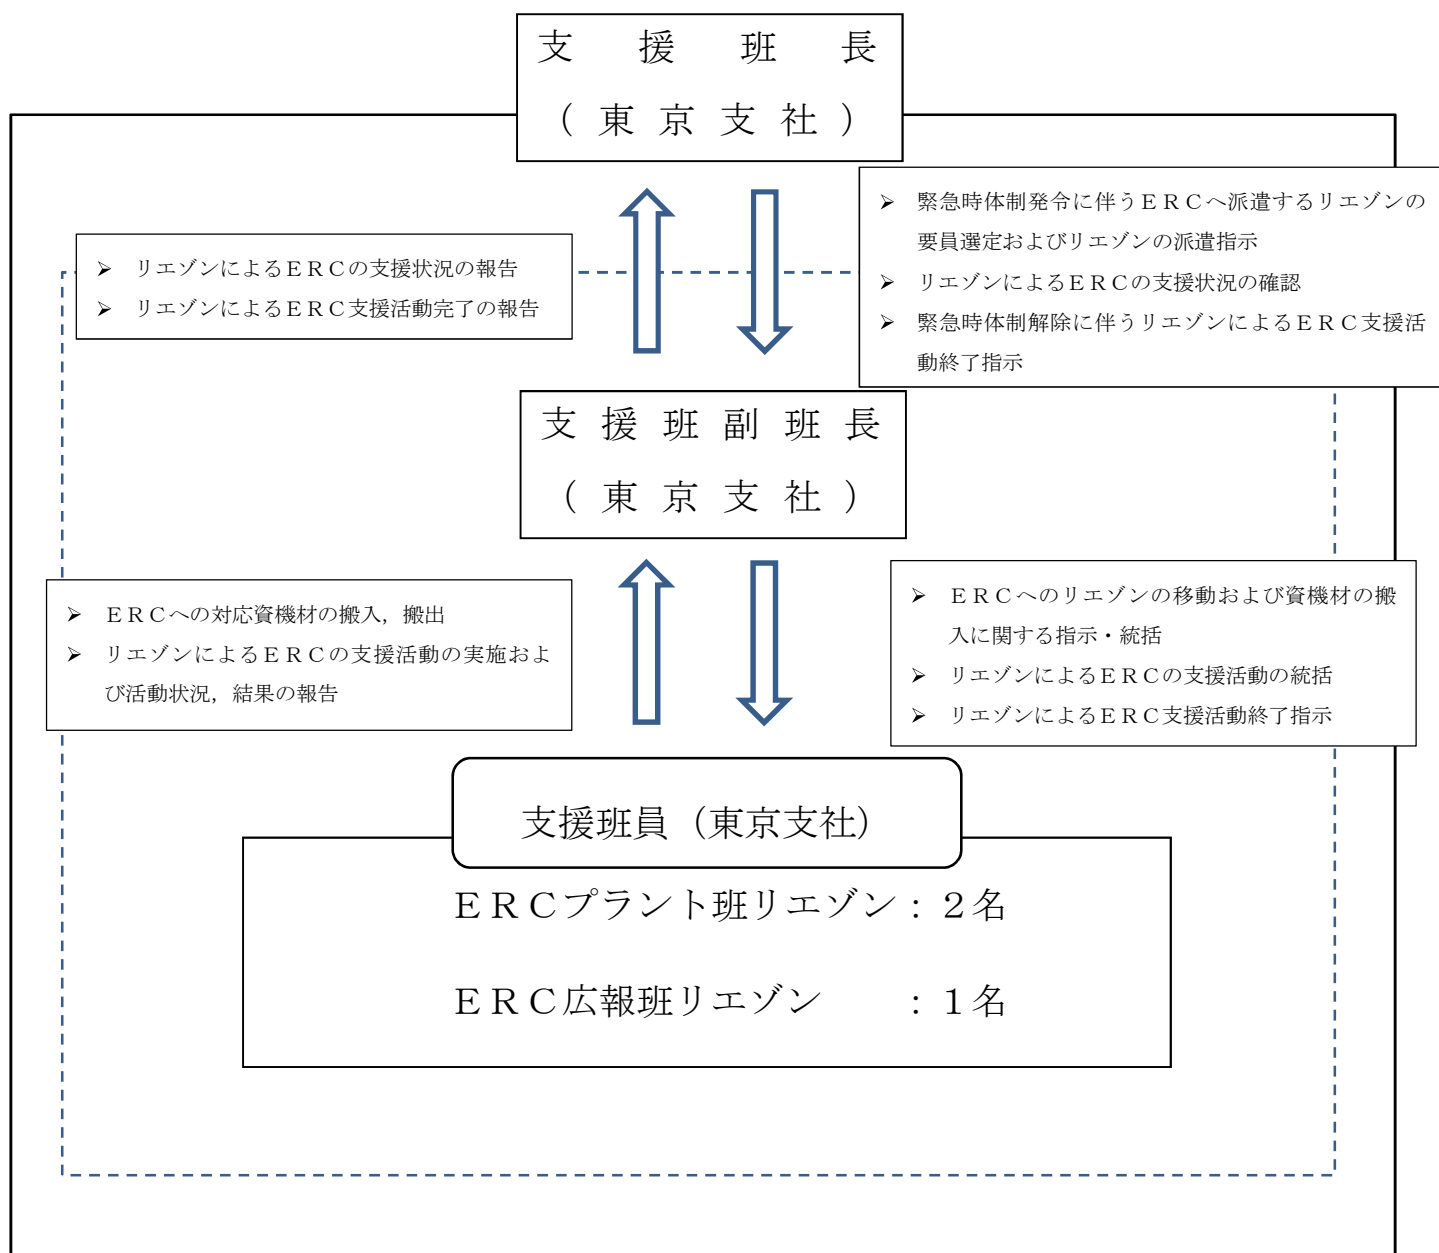 支援班長
（東京支社）
➢ リエゾンによるＥＲＣの支援状況の報告
➢ リエゾンによるＥＲＣ支援活動完了の報告
➢ 緊急時体制発令に伴うＥＲＣへ派遣するリエゾンの
要員選定およびリエゾンの派遣指示
➢ リエゾンによるＥＲＣの支援状況の確認
➢ 緊急時体制解除に伴うリエゾンによるＥＲＣ支援活
動終了指示
支援班副班長
（東京支社）
➢ ＥＲＣへの対応資機材の搬入，搬出
➢ リエゾンによるＥＲＣの支援活動の実施およ
び活動状況，結果の報告
➢ ＥＲＣへのリエゾンの移動および資機材の搬
入に関する指示・統括
➢ リエゾンによるＥＲＣの支援活動の統括
➢ リエゾンによるＥＲＣ支援活動終了指示
支援班員（東京支社）
ＥＲＣプラント班リエゾン：２名
ＥＲＣ広報班リエゾン　　：１名